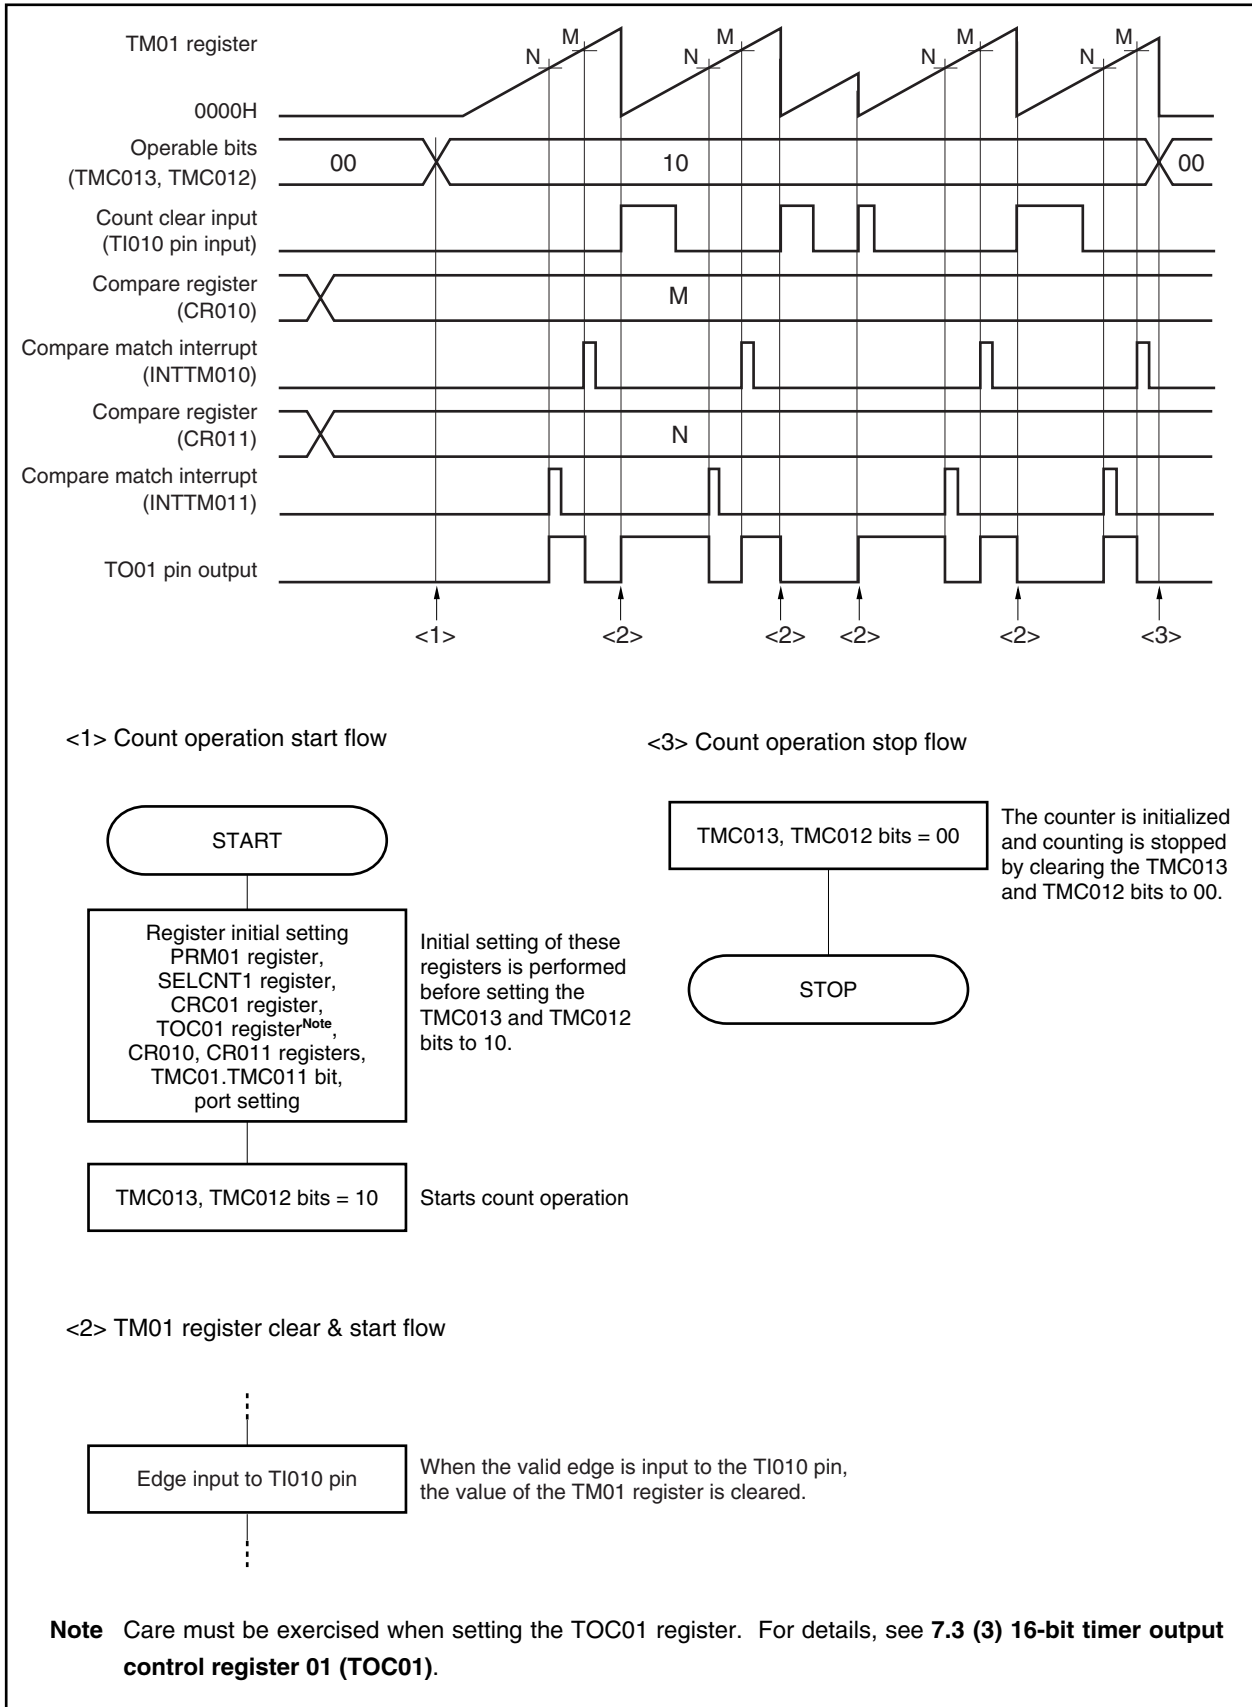 TM01 register
N M N M N M N M
0000H
Operable bits
(TMC013, TMC012)
00 10 00
Count clear input
(TI010 pin input)
Compare register
(CR010)
M
Compare match interrupt
(INTTM010)
Compare register
(CR011)
N
Compare match interrupt
(INTTM011)
TO01 pin output
<1> <2> <2> <2> <2> <3>
<1> Count operation start flow
START
Register initial setting
PRM01 register,
SELCNT1 register,
CRC01 register,
TOC01 registerNote,
CR010, CR011 registers,
TMC01.TMC011 bit,
port setting
Initial setting of these
registers is performed
before setting the
TMC013 and TMC012
bits to 10.
TMC013, TMC012 bits = 10
Starts count operation
<3> Count operation stop flow
TMC013, TMC012 bits = 00
The counter is initialized
and counting is stopped
by clearing the TMC013
and TMC012 bits to 00.
STOP
<2> TM01 register clear & start flow
Edge input to TI010 pin
When the valid edge is input to the TI010 pin,
the value of the TM01 register is cleared.
Note Care must be exercised when setting the TOC01 register. For details, see 7.3 (3) 16-bit timer output
control register 01 (TOC01).